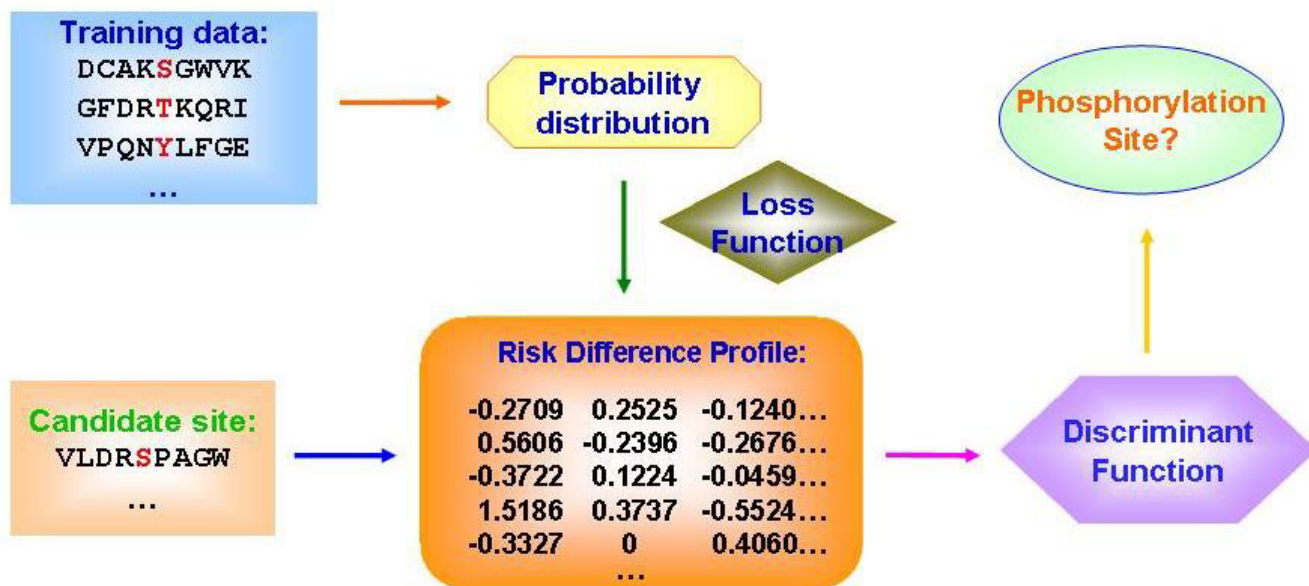 Training data:
DCAKSGWVK
GFDRTKQRI
VPQNYLFGE
...
Probability
distribution
Phosphorylation
Site?
Loss
Function
Risk Difference Profile:
-0.2709 0.2525 -0.1240...
0.5606 -0.2396 -0.2676...
-0.3722 0.1224 -0.0459...
1.5186 0.3737 -0.5524...
-0.3327 0 0.4060...
...
Candidate site:
VLDRSPAGW
...
Discriminant
Function